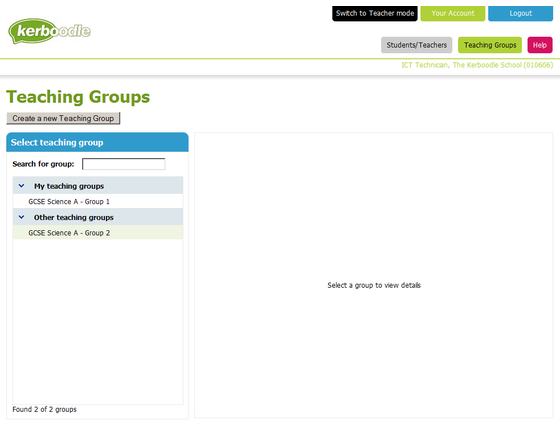 Switch to Teacher mode
Your Account
Logout
kerboodle
Students/Teachers
Teaching Groups
Help
ICT Technician, The Kerboodle School (010606)
Teaching Groups
Create a new Teaching Group
Select teaching group
Search for group:
My teaching groups
GCSE Science A - Group 1
Other teaching groups
GCSE Science A - Group 2
Select a group to view details
Found 2 of 2 groups